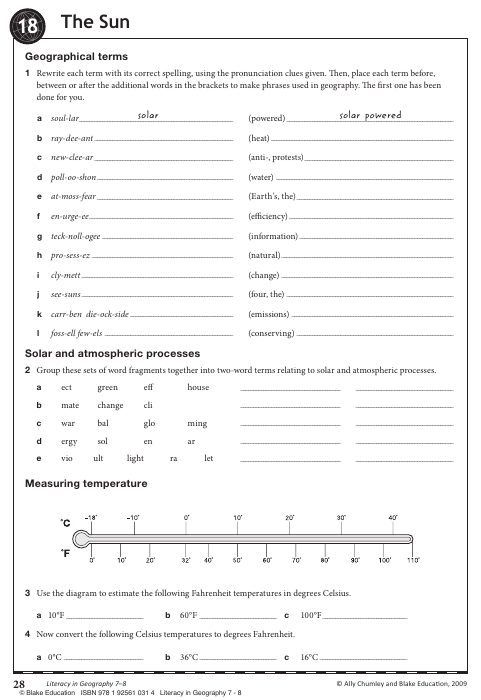 18 The Sun
Geographical terms
1 Rewrite each term with its correct spelling, using the pronunciation clues given. Then, place each term before,
between or after the additional words in the brackets to make phrases used in geography. The first one has been
done for you.
a soul-lar solar (powered) solar powered
b ray-dee-ant (heat)
c new-clee-ar (anti-, protests)
d poll-oo-shon (water)
e at-moss-fear (Earth's, the)
f en-urge-ee (efficiency)
g teck-noll-ogee (information)
h pro-sess-ez (natural)
i cly-mett (change)
j see-suns (four, the)
k carr-ben die-ock-side (emissions)
l foss-ell few-els (conserving)
Solar and atmospheric processes
2 Group these sets of word fragments together into two-word terms relating to solar and atmospheric processes.
a ect green eff house
b mate change cli
c war bal glo ming
d ergy sol en ar
e vio ult light ra let
Measuring temperature
°C -18° -10° 0° 10° 20° 30° 40°
°F 0° 10° 20° 32° 40° 50° 60° 70° 80° 90° 100° 110°
3 Use the diagram to estimate the following Fahrenheit temperatures in degrees Celsius.
a 10°F b 60°F c 100°F
4 Now convert the following Celsius temperatures to degrees Fahrenheit.
a 0°C b 36°C c 16°C
28 Literacy in Geography 7–8 © Ally Chumley and Blake Education, 2009
© Blake Education ISBN 978 1 92561 031 4 Literacy in Geography 7 - 8